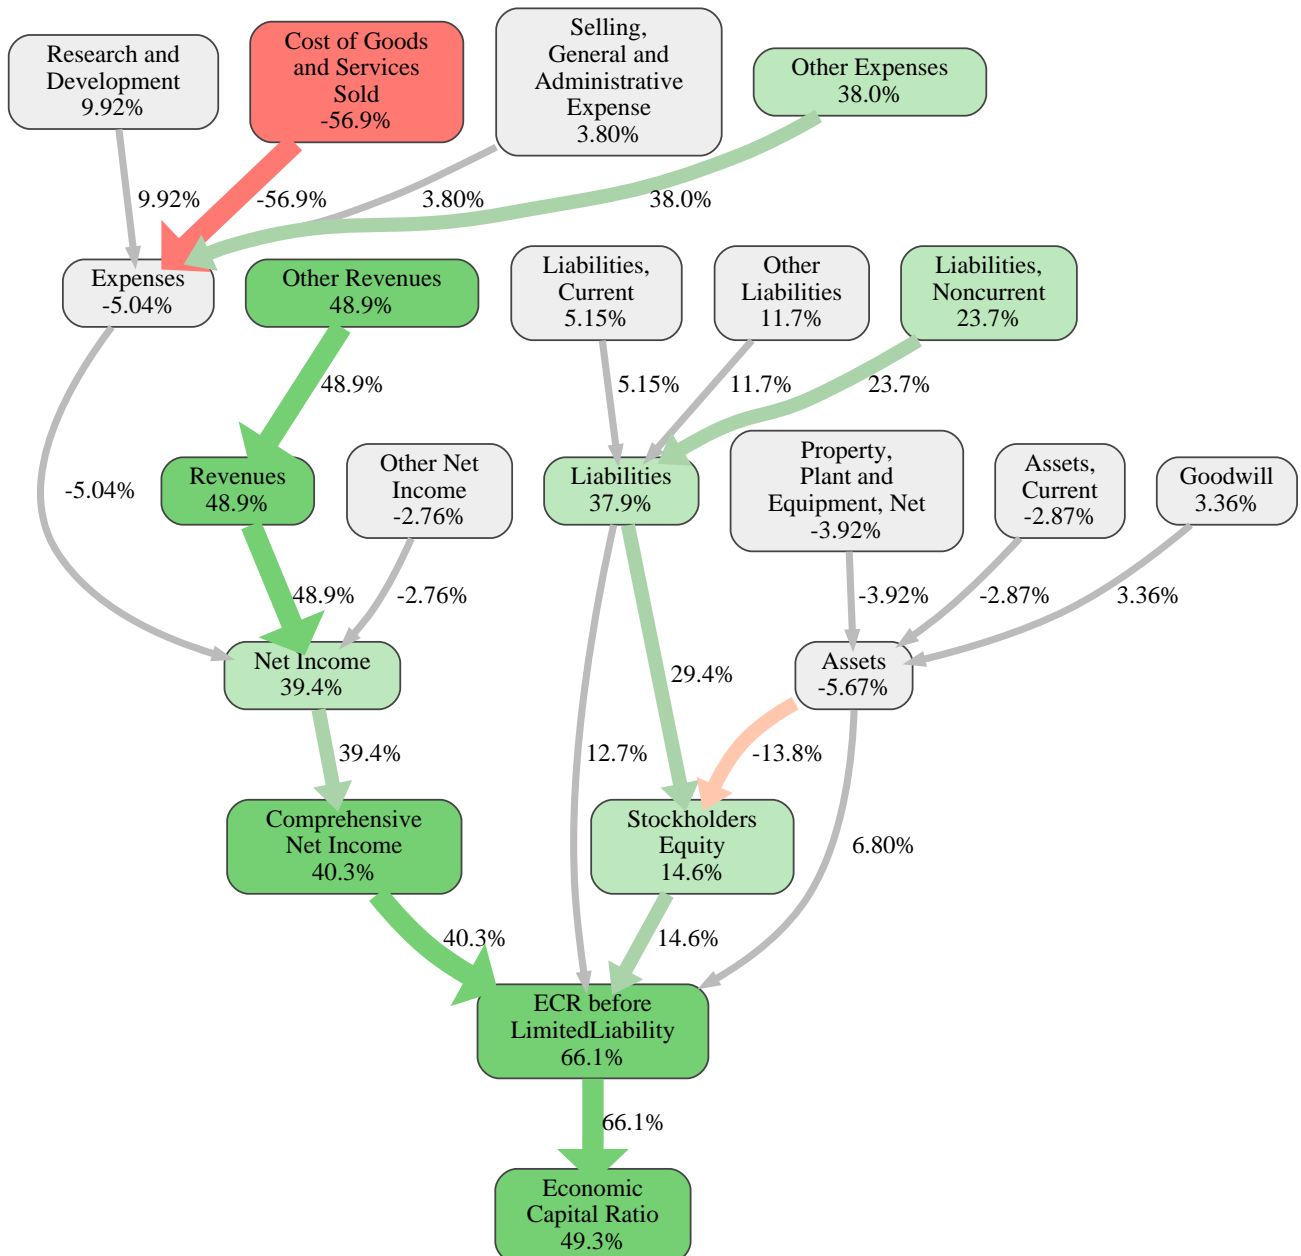 Research and
Development
9.92%
Cost of Goods
and Services
Sold
-56.9%
Selling,
General and
Administrative
Expense
3.80%
Other Expenses
38.0%
9.92%
-56.9%
3.80%
38.0%
Expenses
-5.04%
Other Revenues
48.9%
Liabilities,
Current
5.15%
Other
Liabilities
11.7%
Liabilities,
Noncurrent
23.7%
48.9%
5.15%
11.7%
23.7%
-5.04%
Revenues
48.9%
Other Net
Income
-2.76%
Liabilities
37.9%
Property,
Plant and
Equipment, Net
-3.92%
Assets,
Current
-2.87%
Goodwill
3.36%
48.9%
-2.76%
-3.92%
-2.87%
3.36%
Net Income
39.4%
29.4%
Assets
-5.67%
39.4%
12.7%
-13.8%
Comprehensive
Net Income
40.3%
Stockholders
Equity
14.6%
6.80%
40.3%
14.6%
ECR before
LimitedLiability
66.1%
66.1%
Economic
Capital Ratio
49.3%